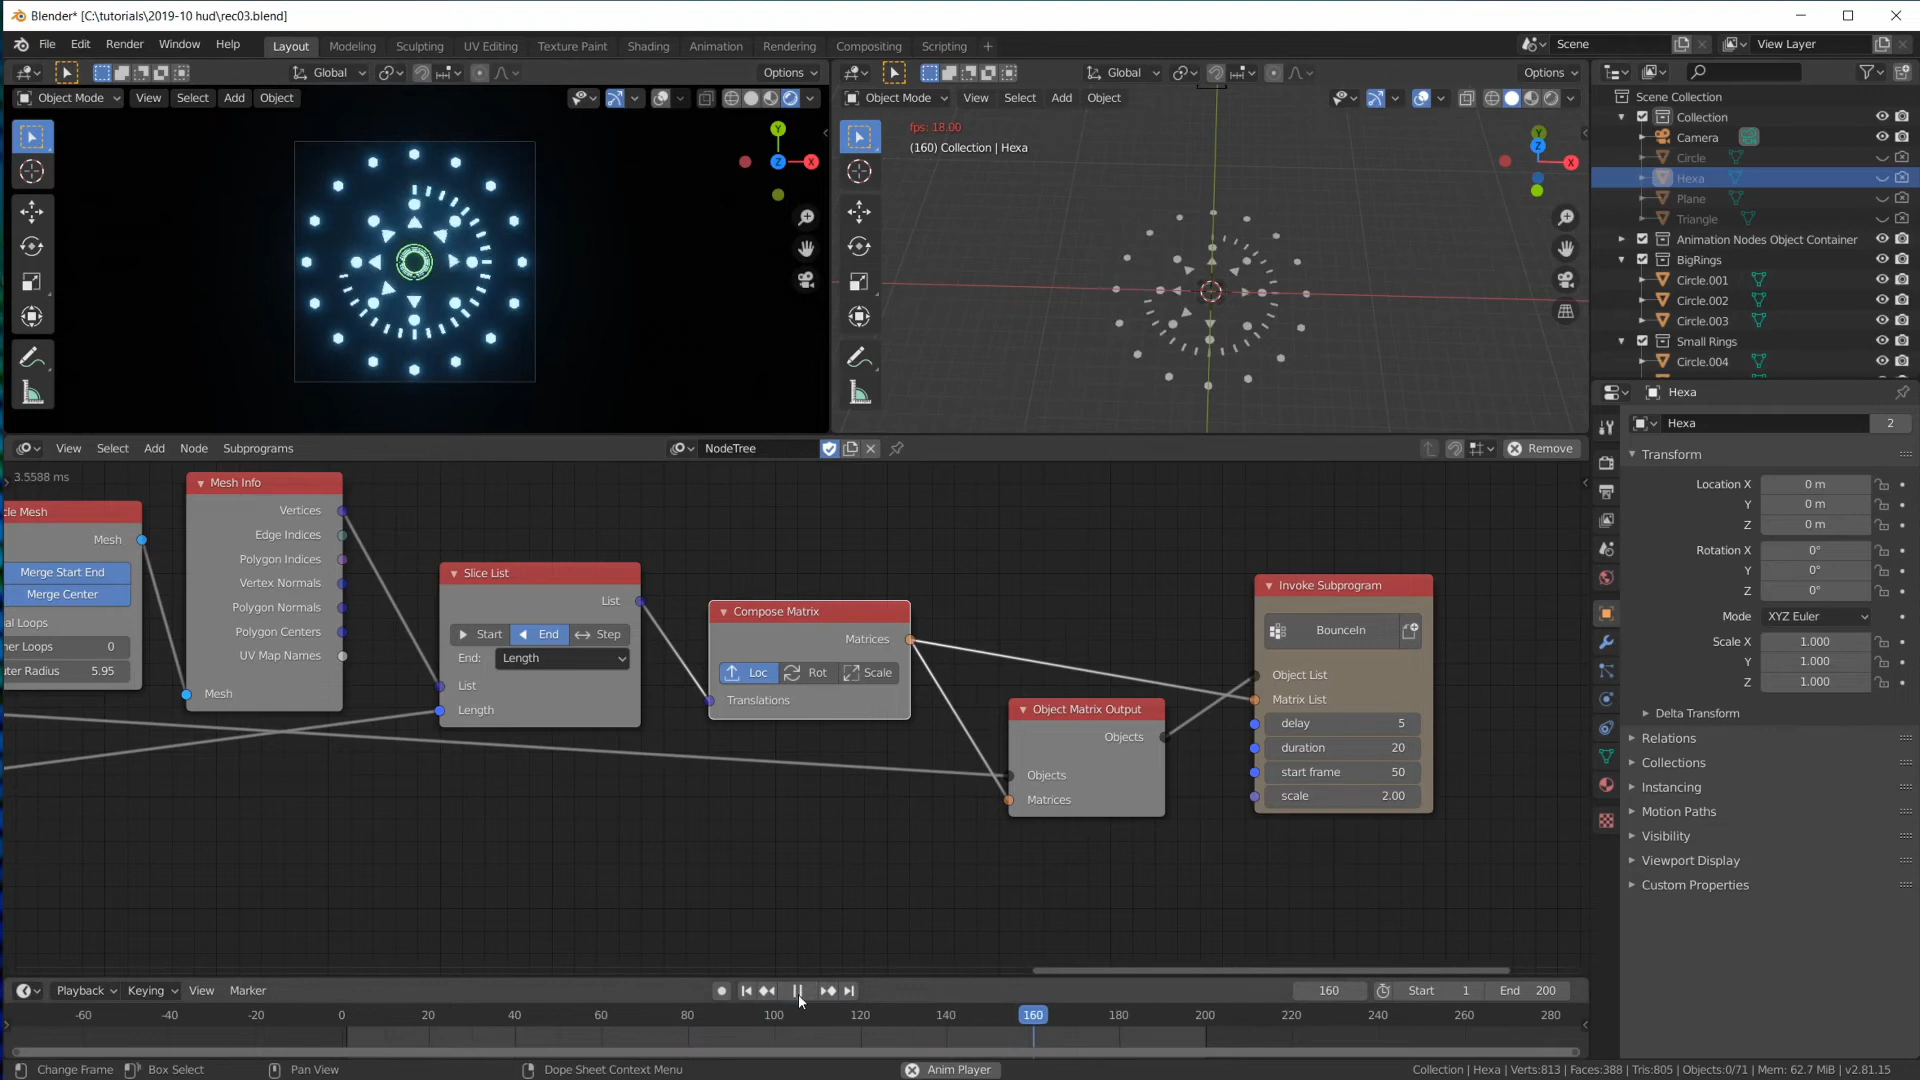 Blender* [C:\tutorials\2019-10 hud\rec03.blend]
File Edit Render Window Help Layout Modeling Sculpting UV Editing Texture Paint Shading Animation Rendering Compositing Scripting + Scene View Layer
Global Options Global Options
Object Mode View Select Add Object Object Mode View Select Add Object
Scene Collection
Collection
Camera
Circle
Hexa
Plane
Triangle
Animation Nodes Object Container
BigRings
Circle.001
Circle.002
Circle.003
Small Rings
Circle.004
Y
Z
X
fps: 18.00
(160) Collection | Hexa
Y
Z
X
View Select Add Node Subprograms NodeTree Remove
3.5588 ms
cle Mesh
Mesh
Merge Start End
Merge Center
ial Loops
ner Loops 0
uter Radius 5.95
Mesh Info
Vertices
Edge Indices
Polygon Indices
Vertex Normals
Polygon Normals
Polygon Centers
UV Map Names
Mesh
Slice List
List
Start End Step
End: Length
List
Length
Compose Matrix
Matrices
Loc Rot Scale
Translations
Object Matrix Output
Objects
Objects
Matrices
Invoke Subprogram
BounceIn
Object List
Matrix List
delay 5
duration 20
start frame 50
scale 2.00
Hexa
Hexa 2
Transform
Location X 0 m
Y 0 m
Z 0 m
Rotation X 0°
Y 0°
Z 0°
Mode XYZ Euler
Scale X 1.000
Y 1.000
Z 1.000
Delta Transform
Relations
Collections
Instancing
Motion Paths
Visibility
Viewport Display
Custom Properties
Playback Keying View Marker 160 Start 1 End 200
-60 -40 -20 0 20 40 60 80 100 120 140 160 180 200 220 240 260 280
Change Frame Box Select Pan View Dope Sheet Context Menu Anim Player Collection | Hexa | Verts:813 | Faces:388 | Tris:805 | Objects:0/71 | Mem: 62.7 MiB | v2.81.15